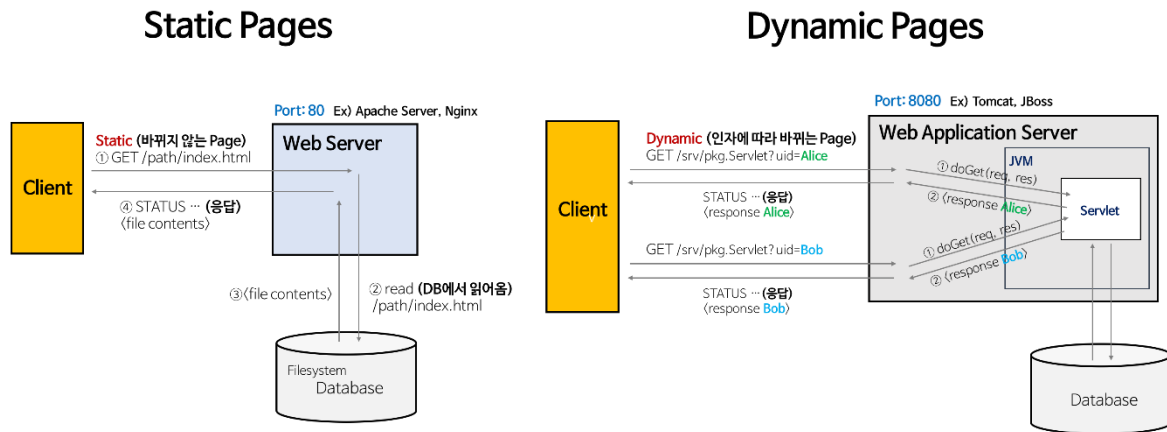 Static Pages
Port: 80 Ex) Apache Server, Nginx
Web Server
Client
Static (바뀌지 않는 Page)
① GET /path/index.html
④ STATUS … (응답)
<file contents>
③<file contents>
② read (DB에서 읽어옴)
/path/index.html
Filesystem
Database
Dynamic Pages
Port: 8080 Ex) Tomcat, JBoss
Web Application Server
Client
Dynamic (인자에 따라 바뀌는 Page)
GET /srv/pkg.Servlet? uid=Alice
STATUS … (응답)
<response Alice>
GET /srv/pkg.Servlet? uid=Bob
STATUS … (응답)
<response Bob>
JVM
① doGet(req, res)
② <response Alice>
Servlet
① doGet(req, res)
② <response Bob>
Database